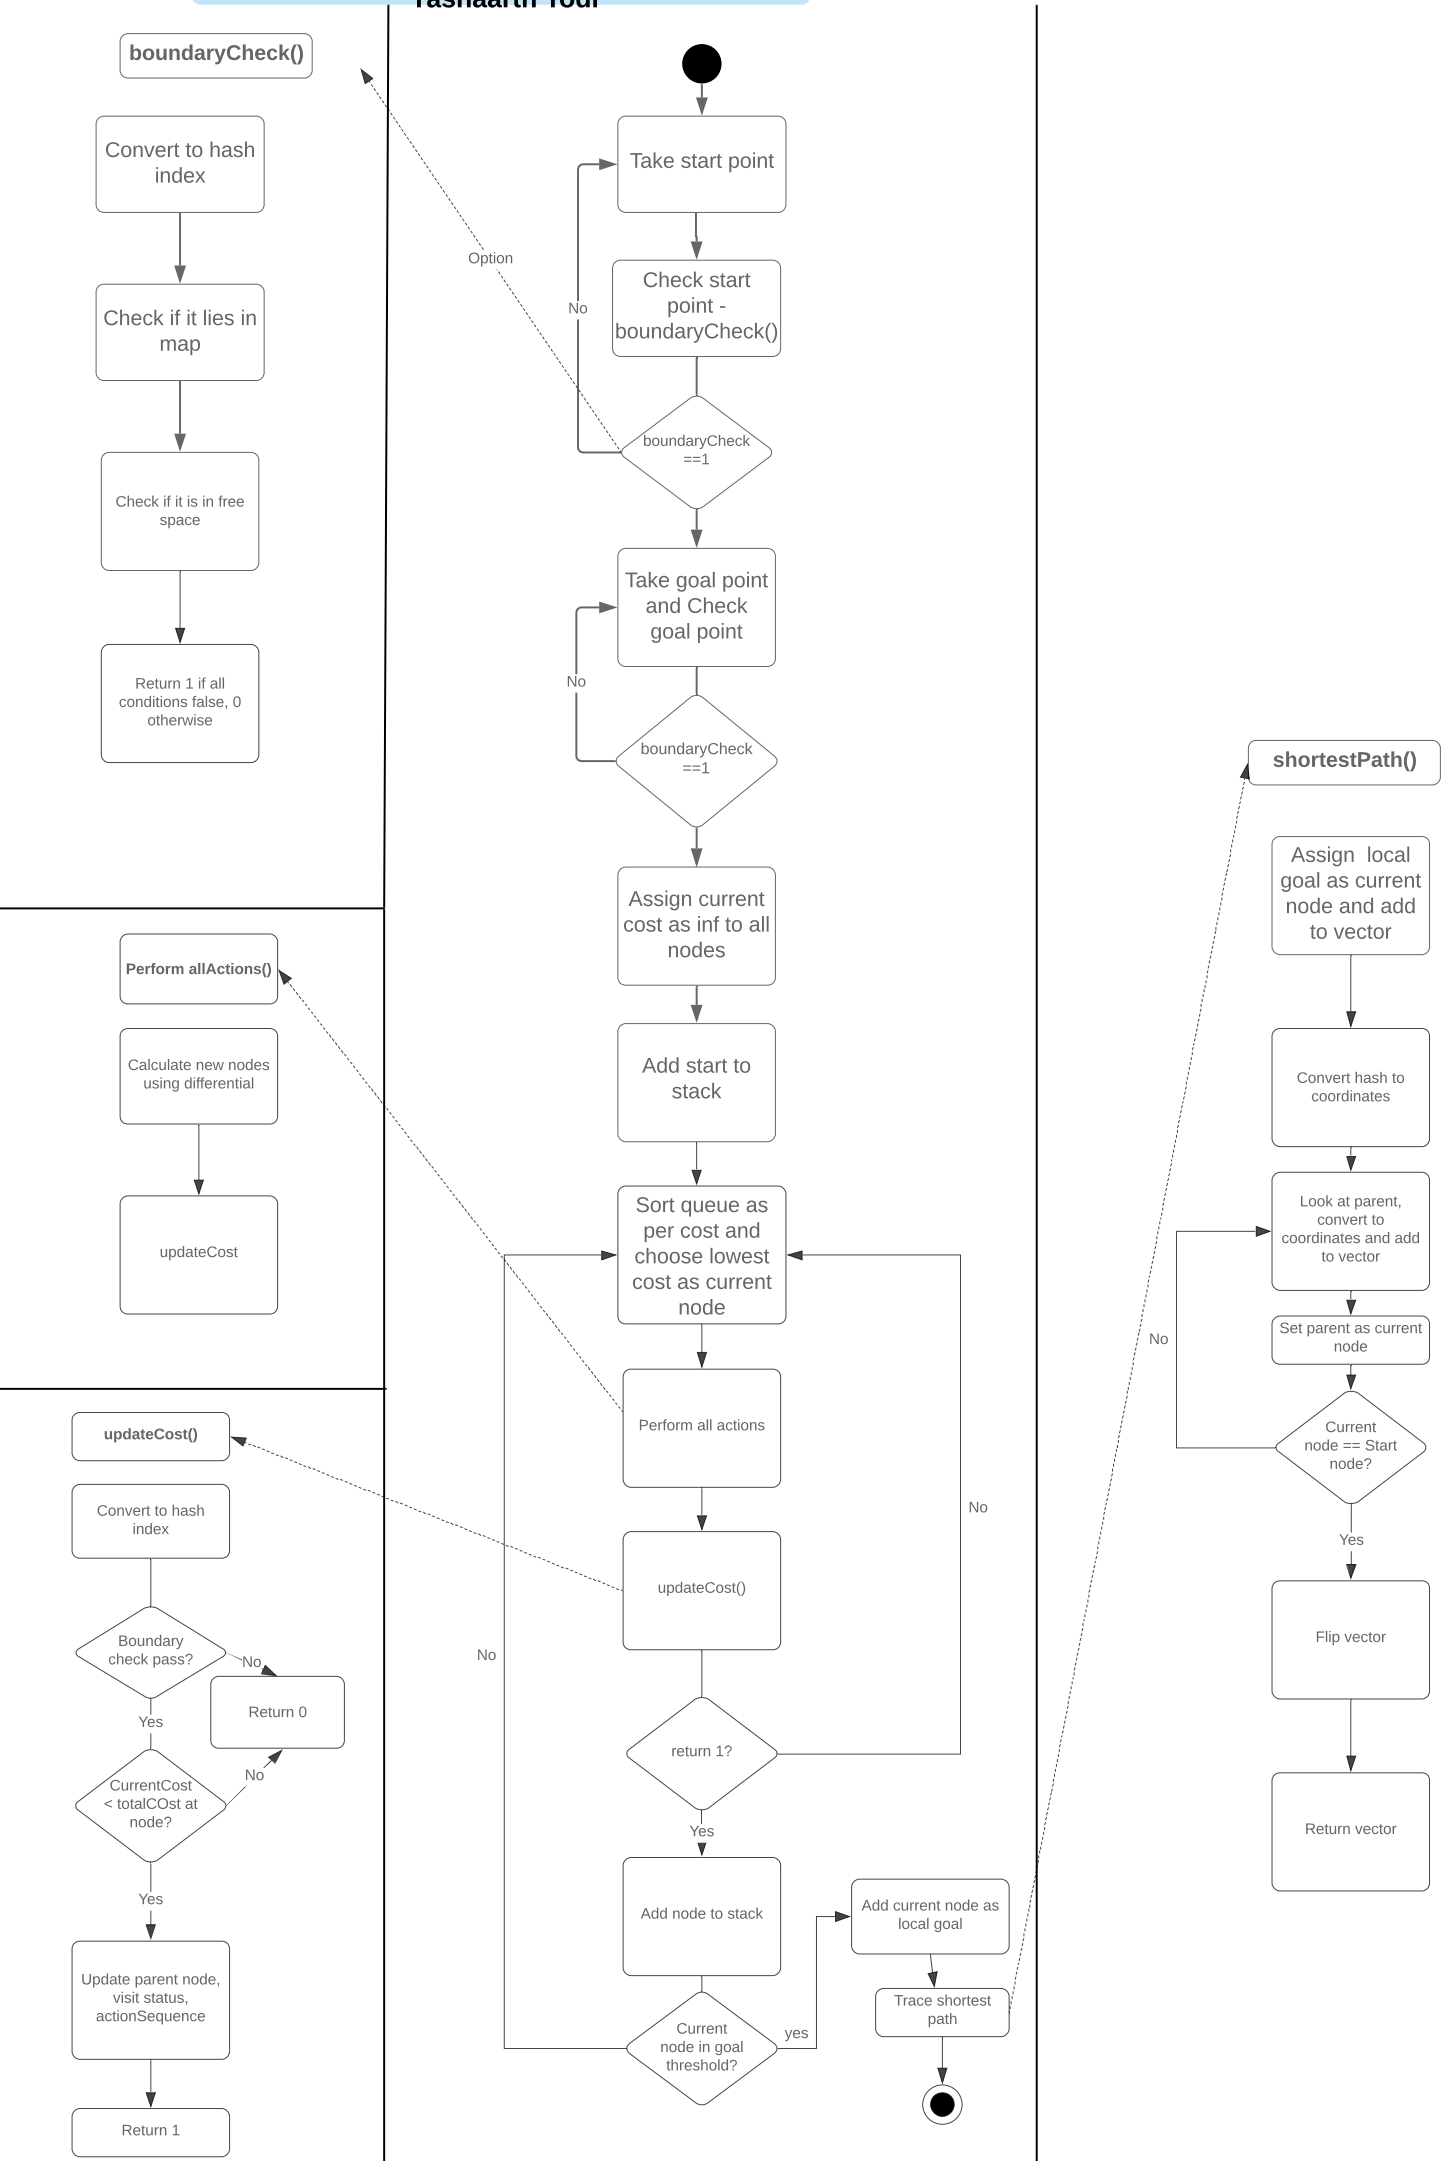 boundaryCheck()
Convert to hash
index
Check if it lies in
map
Check if it is in free
space
Return 1 if all
conditions false, 0
otherwise
Perform allActions()
Calculate new nodes
using differential
updateCost
updateCost()
Convert to hash
index
Boundary
check pass?
No
Return 0
Yes
CurrentCost
< totalCOst at
node?
No
Yes
Update parent node,
visit status,
actionSequence
Return 1
Take start point
Option
No
Check start
point -
boundaryCheck()
boundaryCheck
==1
Take goal point
and Check
goal point
No
boundaryCheck
==1
Assign current
cost as inf to all
nodes
Add start to
stack
Sort queue as
per cost and
choose lowest
cost as current
node
Perform all actions
No
updateCost()
No
return 1?
Yes
Add node to stack
Current
node in goal
threshold?
yes
Add current node as
local goal
Trace shortest
path
shortestPath()
Assign  local
goal as current
node and add
to vector
Convert hash to
coordinates
Look at parent,
convert to
coordinates and add
to vector
Set parent as current
node
No
Current
node == Start
node?
Yes
Flip vector
Return vector